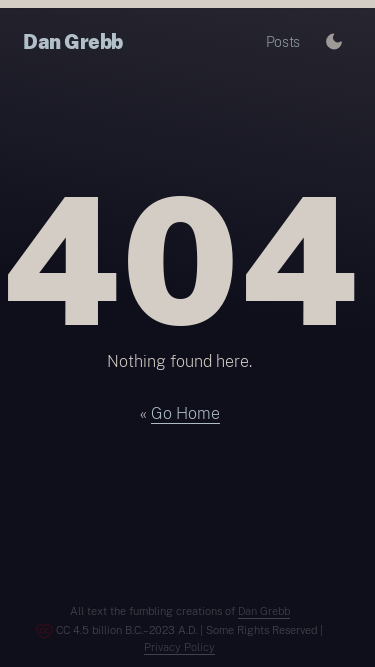 Dan Grebb
Posts
404
Nothing found here.
« Go Home
All text the fumbling creations of Dan Grebb
CC 4.5 billion B.C.–2023 A.D. | Some Rights Reserved |
Privacy Policy